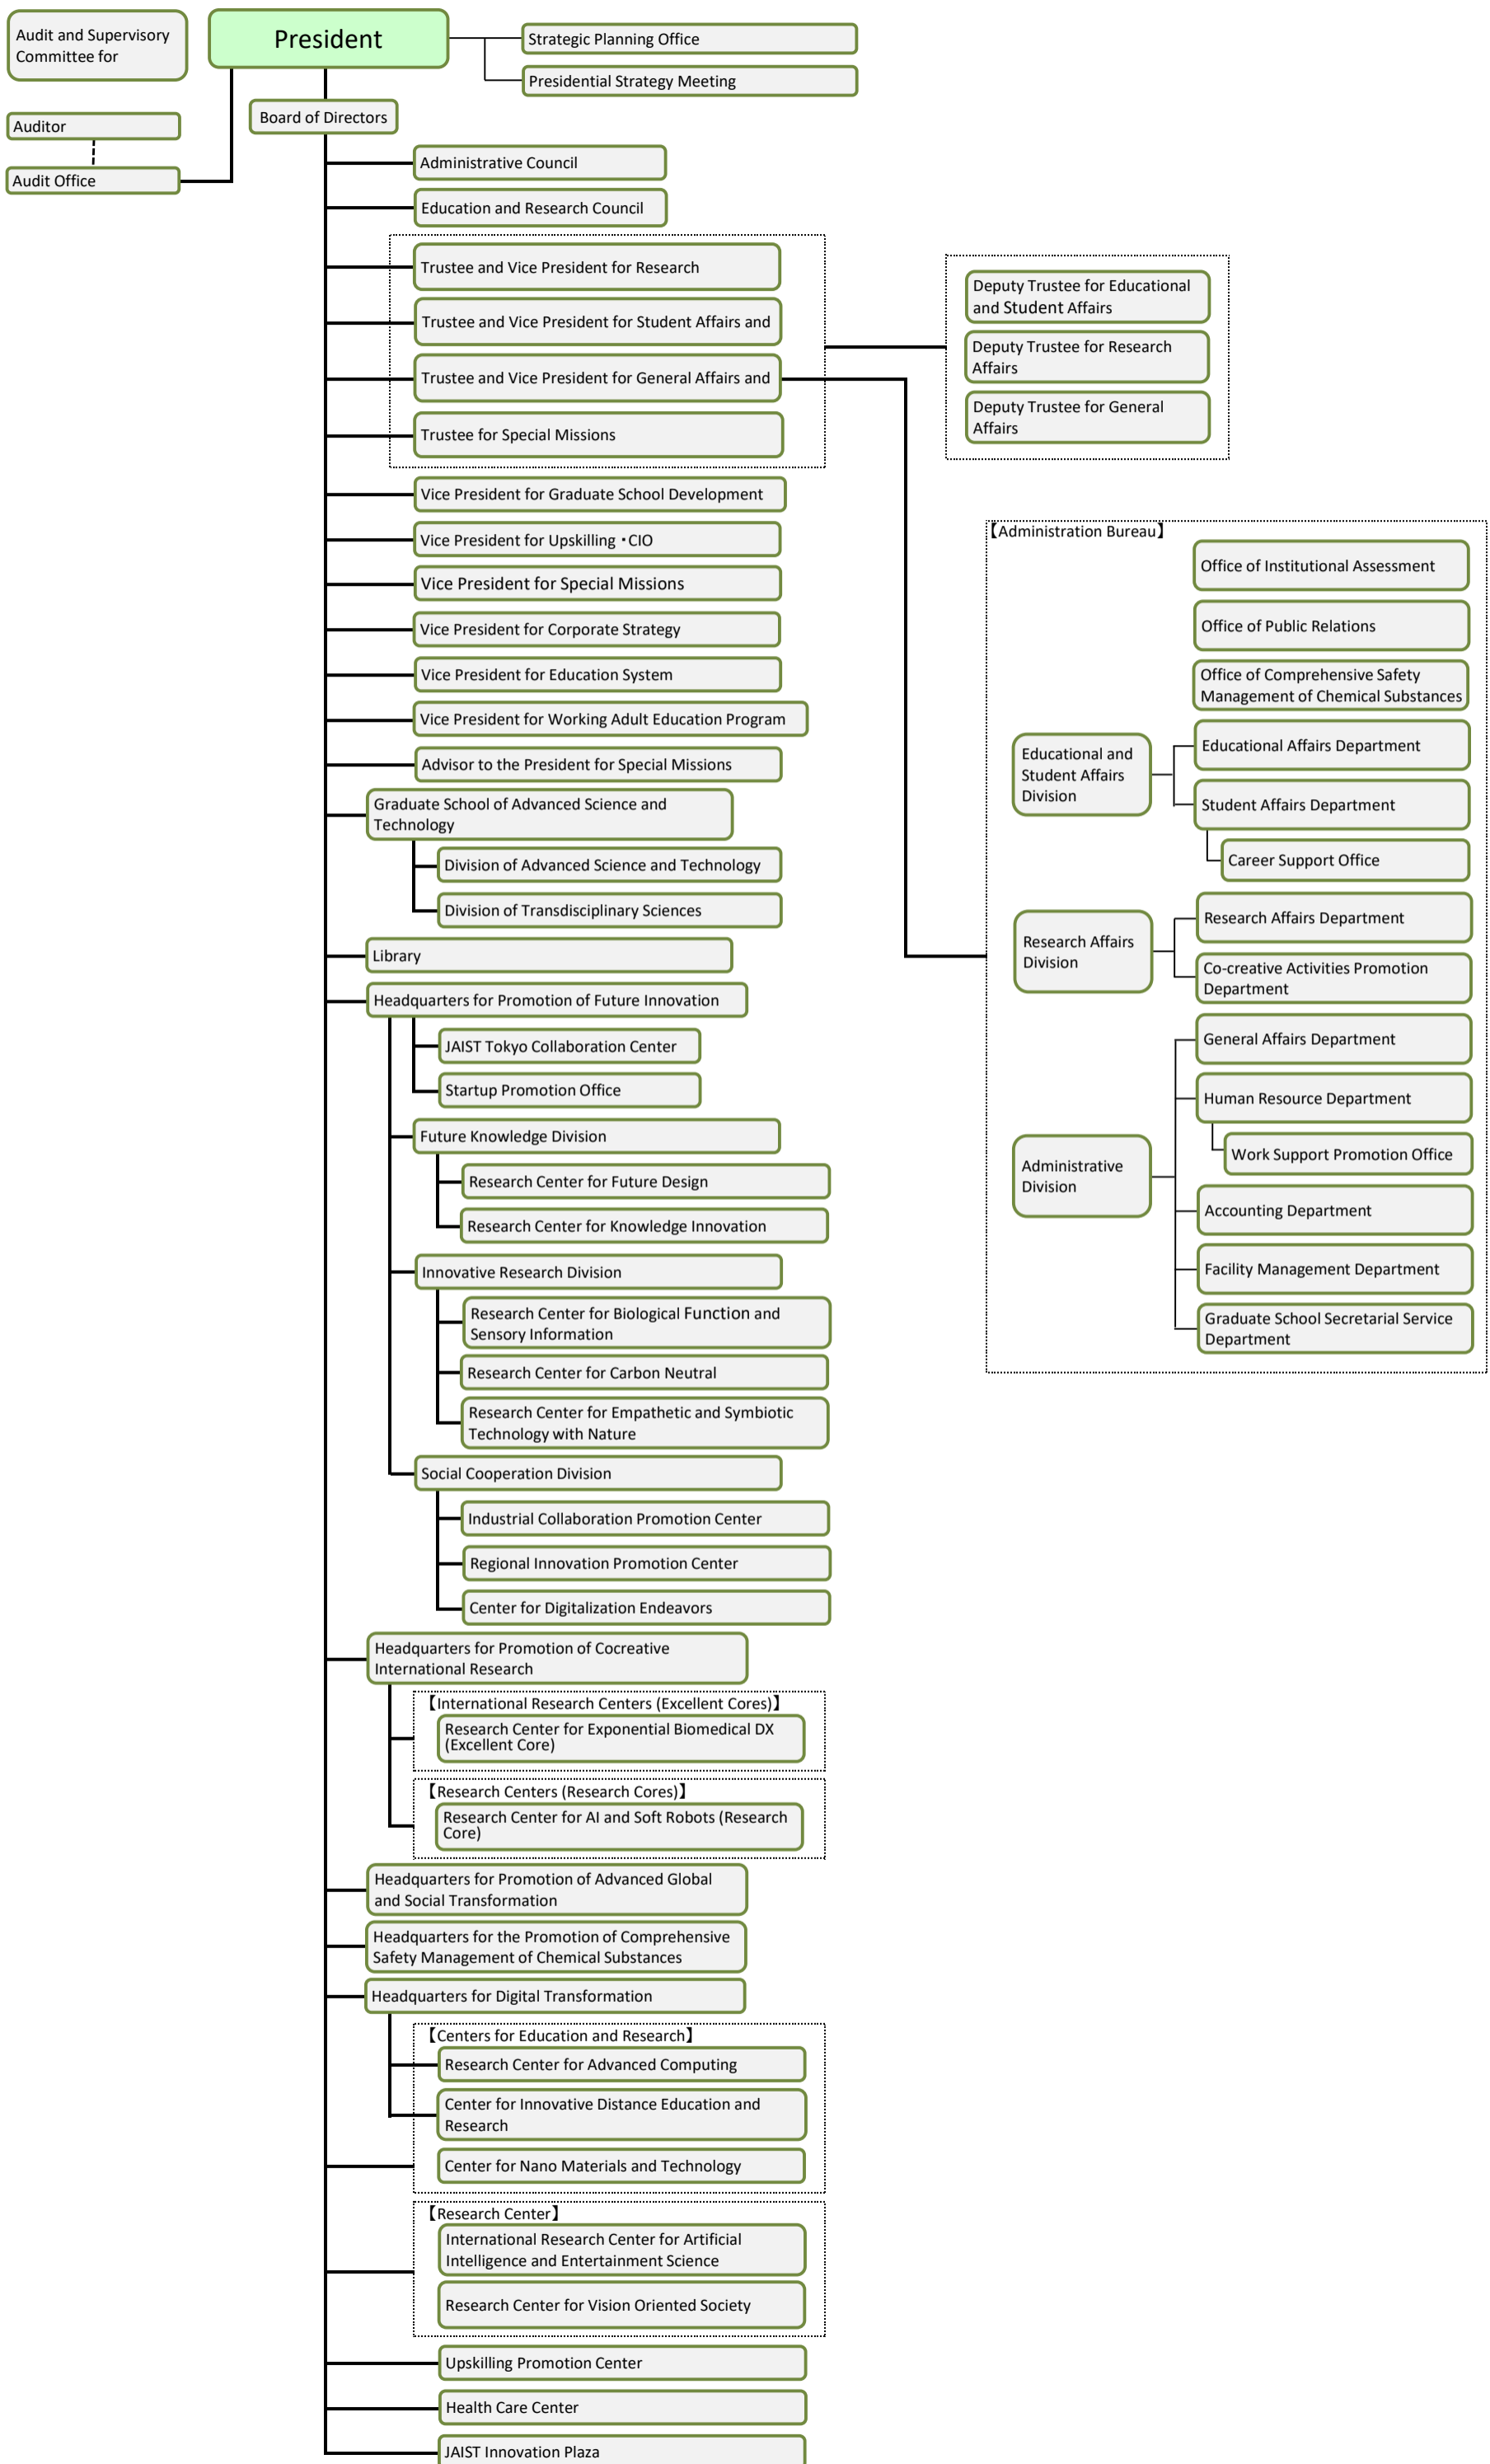 Audit and Supervisory
Committee for
President
Strategic Planning Office
Presidential Strategy Meeting
Board of Directors
Auditor
Audit Office
Administrative Council
Education and Research Council
Trustee and Vice President for Research
Trustee and Vice President for Student Affairs and
Trustee and Vice President for General Affairs and
Trustee for Special Missions
Deputy Trustee for Educational
and Student Affairs
Deputy Trustee for Research
Affairs
Deputy Trustee for General
Affairs
Vice President for Graduate School Development
Vice President for Upskilling・CIO
Vice President for Special Missions
Vice President for Corporate Strategy
Vice President for Education System
Vice President for Working Adult Education Program
Advisor to the President for Special Missions
Graduate School of Advanced Science and
Technology
Division of Advanced Science and Technology
Division of Transdisciplinary Sciences
Library
Headquarters for Promotion of Future Innovation
JAIST Tokyo Collaboration Center
Startup Promotion Office
Future Knowledge Division
Research Center for Future Design
Research Center for Knowledge Innovation
Innovative Research Division
Research Center for Biological Function and
Sensory Information
Research Center for Carbon Neutral
Research Center for Empathetic and Symbiotic
Technology with Nature
Social Cooperation Division
Industrial Collaboration Promotion Center
Regional Innovation Promotion Center
Center for Digitalization Endeavors
Headquarters for Promotion of Cocreative
International Research
【International Research Centers (Excellent Cores)】
Research Center for Exponential Biomedical DX
(Excellent Core)
【Research Centers (Research Cores)】
Research Center for AI and Soft Robots (Research
Core)
Headquarters for Promotion of Advanced Global
and Social Transformation
Headquarters for the Promotion of Comprehensive
Safety Management of Chemical Substances
Headquarters for Digital Transformation
【Centers for Education and Research】
Research Center for Advanced Computing
Center for Innovative Distance Education and
Research
Center for Nano Materials and Technology
【Research Center】
International Research Center for Artificial
Intelligence and Entertainment Science
Research Center for Vision Oriented Society
Upskilling Promotion Center
Health Care Center
JAIST Innovation Plaza
【Administration Bureau】
Office of Institutional Assessment
Office of Public Relations
Office of Comprehensive Safety
Management of Chemical Substances
Educational and
Student Affairs
Division
Educational Affairs Department
Student Affairs Department
Career Support Office
Research Affairs
Division
Research Affairs Department
Co-creative Activities Promotion
Department
Administrative
Division
General Affairs Department
Human Resource Department
Work Support Promotion Office
Accounting Department
Facility Management Department
Graduate School Secretarial Service
Department